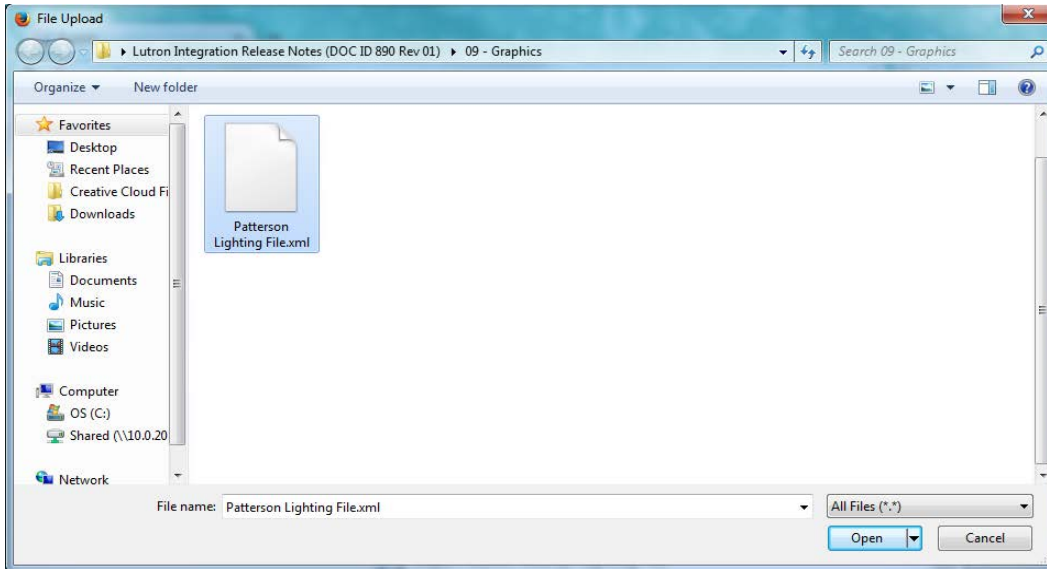 File Upload
Lutron Integration Release Notes (DOC ID 890 Rev 01) 09 - Graphics
Search 09 - Graphics
Organize New folder
Favorites
Desktop
Recent Places
Creative Cloud Fi
Downloads
Libraries
Documents
Music
Pictures
Videos
Computer
OS (C:)
Shared (\\10.0.20
Network
Patterson
Lighting File.xml
File name: Patterson Lighting File.xml All Files (*.*)
Open Cancel